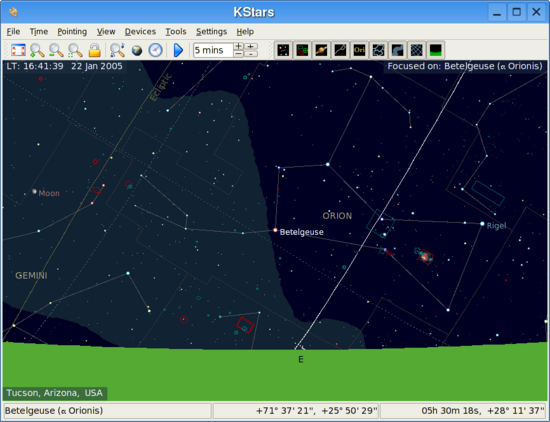 KStars
File Time Pointing View Devices Tools Settings Help
5 mins
Ori
LT: 16:41:39 22 Jan 2005
Focused on: Betelgeuse (α Orionis)
Ecliptic
Moon
ORION
Betelgeuse
Rigel
GEMINI
E
Tucson, Arizona, USA
Betelgeuse (α Orionis)
+71° 37' 21", +25° 50' 29"
05h 30m 18s, +28° 11' 37"